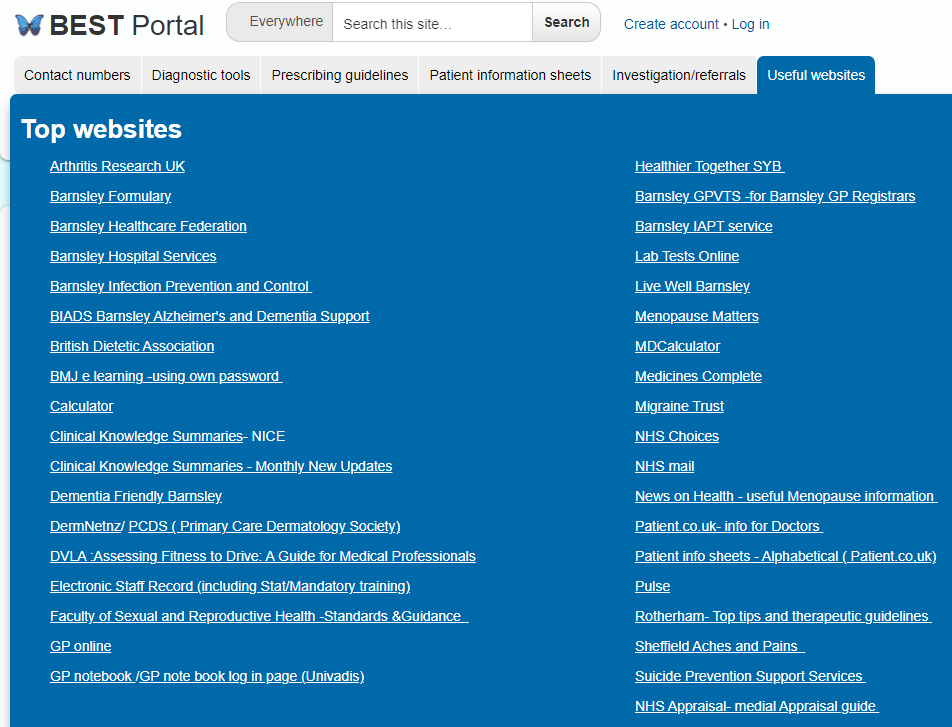 BEST Portal
Everywhere
Search this site...
Search
Create account • Log in
Contact numbers
Diagnostic tools
Prescribing guidelines
Patient information sheets
Investigation/referrals
Useful websites
Top websites
Arthritis Research UK
Barnsley Formulary
Barnsley Healthcare Federation
Barnsley Hospital Services
Barnsley Infection Prevention and Control
BIADS Barnsley Alzheimer's and Dementia Support
British Dietetic Association
BMJ e learning -using own password
Calculator
Clinical Knowledge Summaries- NICE
Clinical Knowledge Summaries - Monthly New Updates
Dementia Friendly Barnsley
DermNetnz/ PCDS ( Primary Care Dermatology Society)
DVLA :Assessing Fitness to Drive: A Guide for Medical Professionals
Electronic Staff Record (including Stat/Mandatory training)
Faculty of Sexual and Reproductive Health -Standards &Guidance
GP online
GP notebook /GP note book log in page (Univadis)
Healthier Together SYB
Barnsley GPVTS -for Barnsley GP Registrars
Barnsley IAPT service
Lab Tests Online
Live Well Barnsley
Menopause Matters
MDCalculator
Medicines Complete
Migraine Trust
NHS Choices
NHS mail
News on Health - useful Menopause information
Patient.co.uk- info for Doctors
Patient info sheets - Alphabetical ( Patient.co.uk)
Pulse
Rotherham- Top tips and therapeutic guidelines
Sheffield Aches and Pains
Suicide Prevention Support Services
NHS Appraisal- medial Appraisal guide